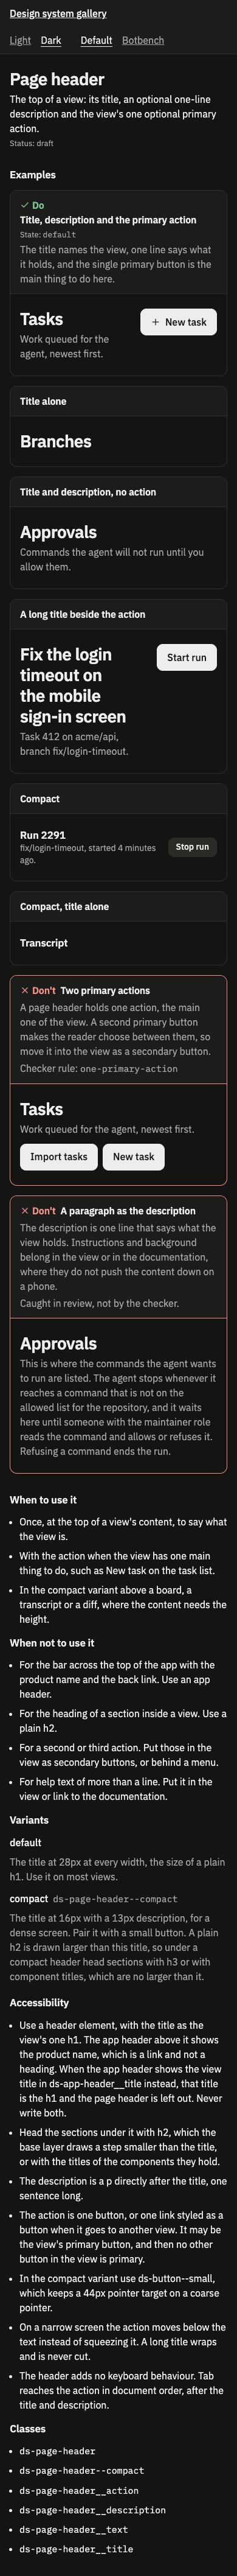 Design system gallery
Light Dark Default Botbench
Page header
The top of a view: its title, an optional one-line
description and the view's one optional primary
action.
Status: draft
Examples
✓ Do
Title, description and the primary action
State: default
The title names the view, one line says what
it holds, and the single primary button is the
main thing to do here.
Tasks
Work queued for the
agent, newest first.
+ New task
Title alone
Branches
Title and description, no action
Approvals
Commands the agent will not run until you
allow them.
A long title beside the action
Fix the login
timeout on
the mobile
sign-in screen
Task 412 on acme/api,
branch fix/login-timeout.
Start run
Compact
Run 2291
fix/login-timeout, started 4 minutes
ago.
Stop run
Compact, title alone
Transcript
✕ Don't Two primary actions
A page header holds one action, the main
one of the view. A second primary button
makes the reader choose between them, so
move it into the view as a secondary button.
Checker rule: one-primary-action
Tasks
Work queued for the agent, newest first.
Import tasks New task
✕ Don't A paragraph as the description
The description is one line that says what the
view holds. Instructions and background
belong in the view or in the documentation,
where they do not push the content down on
a phone.
Caught in review, not by the checker.
Approvals
This is where the commands the agent wants
to run are listed. The agent stops whenever it
reaches a command that is not on the
allowed list for the repository, and it waits
here until someone with the maintainer role
reads the command and allows or refuses it.
Refusing a command ends the run.
When to use it
• Once, at the top of a view's content, to say what
the view is.
• With the action when the view has one main
thing to do, such as New task on the task list.
• In the compact variant above a board, a
transcript or a diff, where the content needs the
height.
When not to use it
• For the bar across the top of the app with the
product name and the back link. Use an app
header.
• For the heading of a section inside a view. Use a
plain h2.
• For a second or third action. Put those in the
view as secondary buttons, or behind a menu.
• For help text of more than a line. Put it in the
view or link to the documentation.
Variants
default
The title at 28px at every width, the size of a plain
h1. Use it on most views.
compact ds-page-header--compact
The title at 16px with a 13px description, for a
dense screen. Pair it with a small button. A plain
h2 is drawn larger than this title, so under a
compact header head sections with h3 or with
component titles, which are no larger than it.
Accessibility
• Use a header element, with the title as the
view's one h1. The app header above it shows
the product name, which is a link and not a
heading. When the app header shows the view
title in ds-app-header__title instead, that title
is the h1 and the page header is left out. Never
write both.
• Head the sections under it with h2, which the
base layer draws a step smaller than the title,
or with the titles of the components they hold.
• The description is a p directly after the title, one
sentence long.
• The action is one button, or one link styled as a
button when it goes to another view. It may be
the view's primary button, and then no other
button in the view is primary.
• In the compact variant use ds-button--small,
which keeps a 44px pointer target on a coarse
pointer.
• On a narrow screen the action moves below the
text instead of squeezing it. A long title wraps
and is never cut.
• The header adds no keyboard behaviour. Tab
reaches the action in document order, after the
title and description.
Classes
• ds-page-header
• ds-page-header--compact
• ds-page-header__action
• ds-page-header__description
• ds-page-header__text
• ds-page-header__title